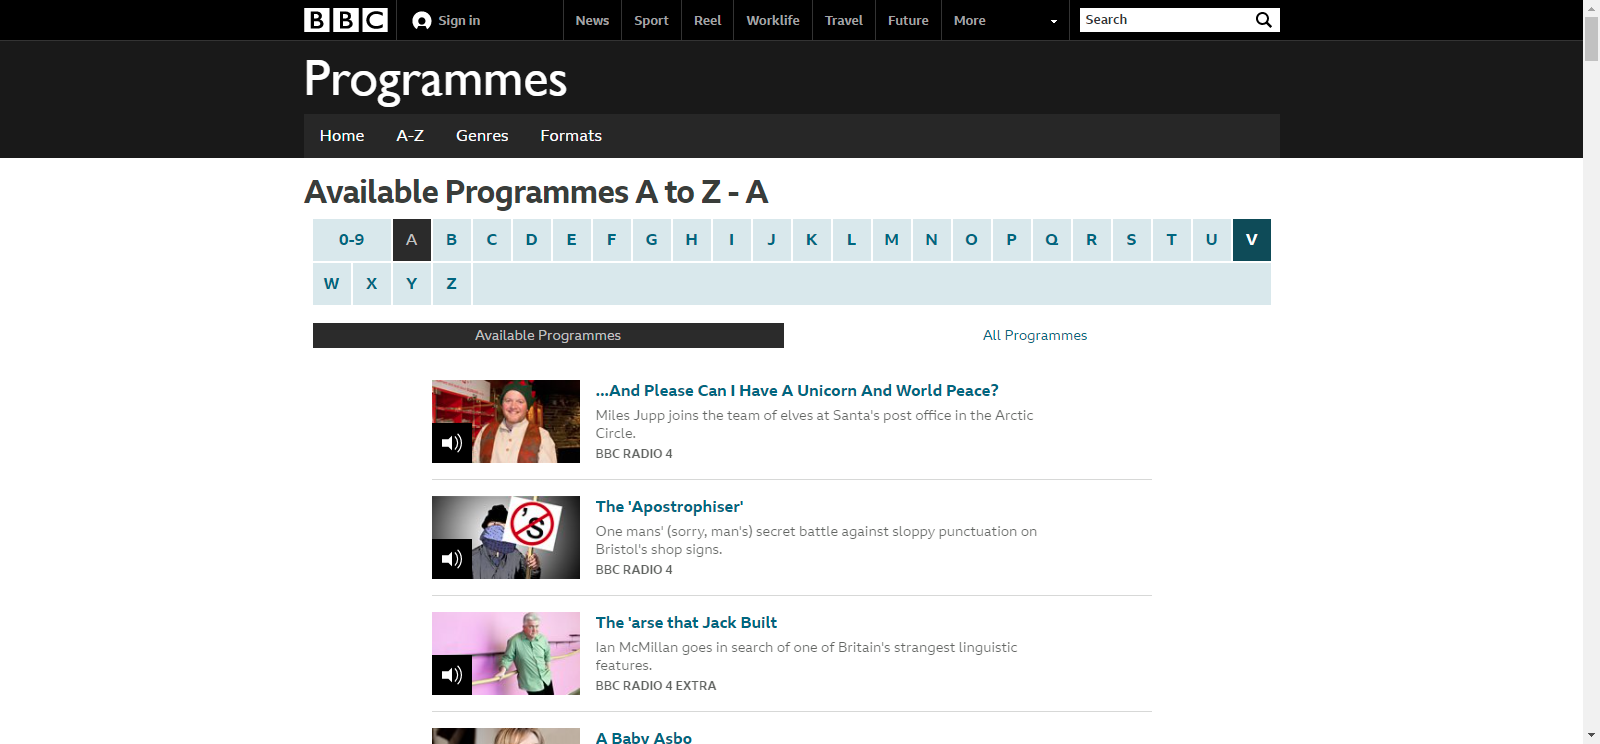 BBC Sign in News Sport Reel Worklife Travel Future More Search
Programmes
Home A-Z Genres Formats
Available Programmes A to Z - A
0-9 A B C D E F G H I J K L M N O P Q R S T U V
W X Y Z
Available Programmes All Programmes
...And Please Can I Have A Unicorn And World Peace?
Miles Jupp joins the team of elves at Santa's post office in the Arctic
Circle.
BBC RADIO 4
'S
The 'Apostrophiser'
One mans' (sorry, man's) secret battle against sloppy punctuation on
Bristol's shop signs.
BBC RADIO 4
The 'arse that Jack Built
Ian McMillan goes in search of one of Britain's strangest linguistic
features.
BBC RADIO 4 EXTRA
A Baby Asbo